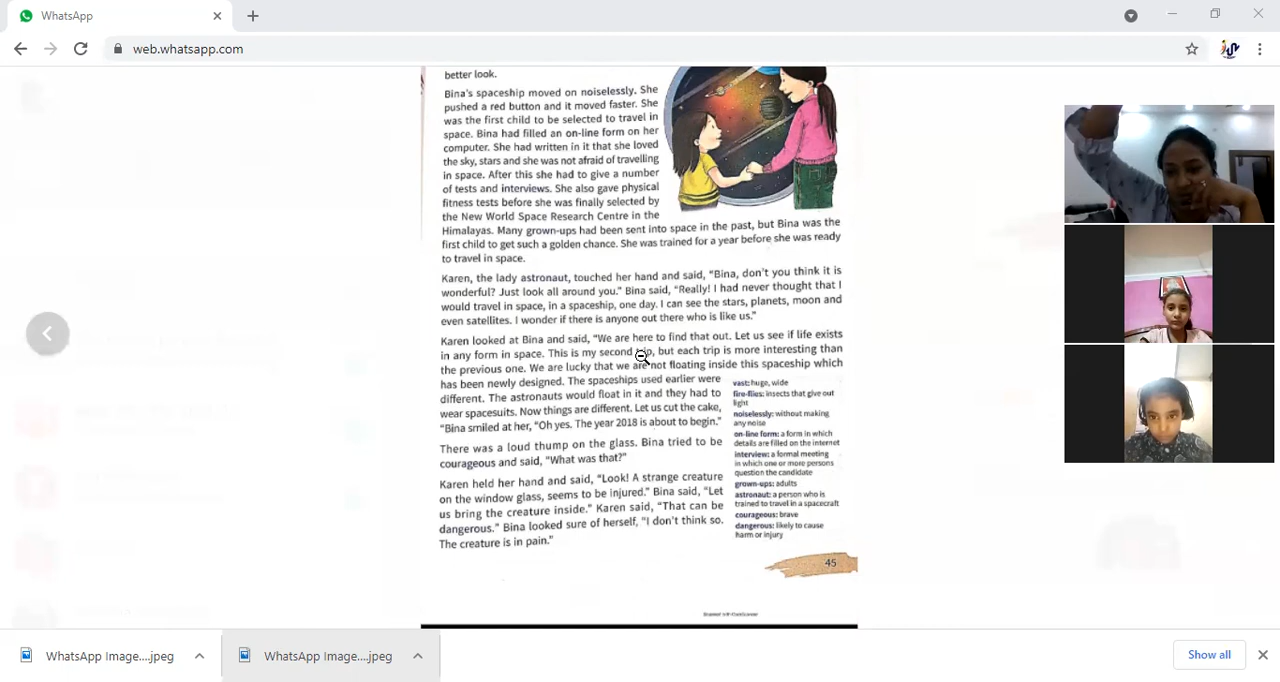 WhatsApp
web.whatsapp.com
better look.
Bina's spaceship moved on noiselessly. She
pushed a red button and it moved faster. She
was the first child to be selected to travel in
space. Bina had filled an on-line form on her
computer. She had written in it that she loved
the sky, stars and she was not afraid of travelling
in space. After this she had to give a number
of tests and interviews. She also gave physical
fitness tests before she was finally selected by
the New World Space Research Centre in the
Himalayas. Many grown-ups had been sent into space in the past, but Bina was the
first child to get such a golden chance. She was trained for a year before she was ready
to travel in space.
Karen, the lady astronaut, touched her hand and said, "Bina, don't you think it is
wonderful? Just look all around you." Bina said, "Really! I had never thought that I
would travel in space, in a spaceship, one day. I can see the stars, planets, moon and
even satellites. I wonder if there is anyone out there who is like us."
Karen looked at Bina and said, "We are here to find that out. Let us see if life exists
in any form in space. This is my second trip, but each trip is more interesting than
the previous one. We are lucky that we are not floating inside this spaceship which
has been newly designed. The spaceships used earlier were
different. The astronauts would float in it and they had to
wear spacesuits. Now things are different. Let us cut the cake,
"Bina smiled at her, "Oh yes. The year 2018 is about to begin."
There was a loud thump on the glass. Bina tried to be
courageous and said, "What was that?"
Karen held her hand and said, "Look! A strange creature
on the window glass, seems to be injured." Bina said, "Let
us bring the creature inside." Karen said, "That can be
dangerous." Bina looked sure of herself, "I don't think so.
The creature is in pain."
vast: huge, wide
fire-flies: insects that give out
light
noiselessly: without making
any noise
on-line form: a form in which
details are filled on the internet
interview: a formal meeting
in which one or more persons
question the candidate
grown-ups: adults
astronaut: a person who is
trained to travel in a spacecraft
courageous: brave
dangerous: likely to cause
harm or injury
45
Scanned with CamScanner
WhatsApp Image....jpeg
WhatsApp Image....jpeg
Show all